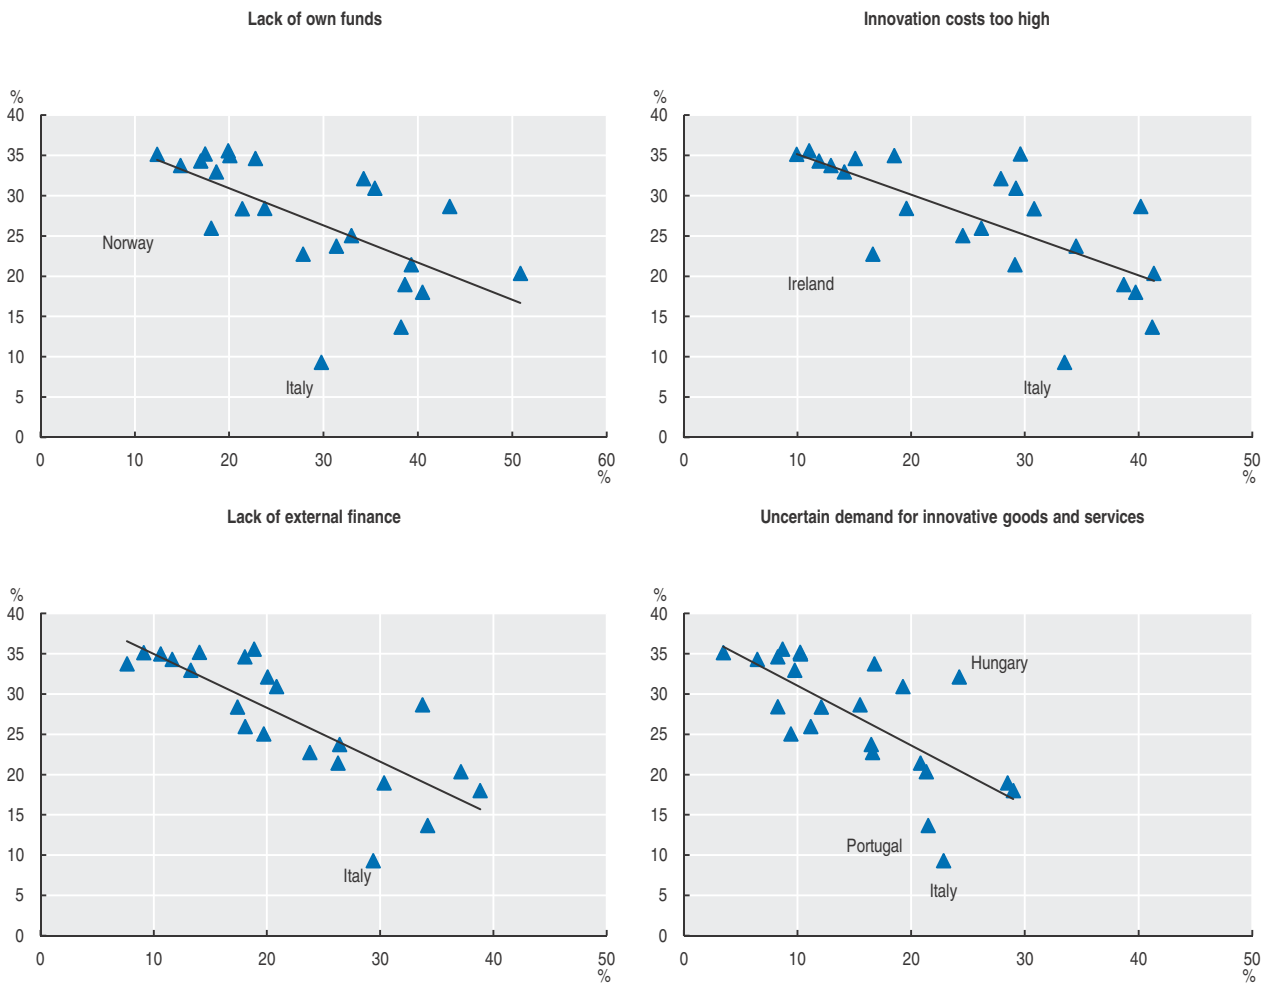 Lack of own funds
%
40
35
30
25
20
15
10
5
0
Norway
Italy
0 10 20 30 40 50 60
%
Innovation costs too high
%
40
35
30
25
20
15
10
5
0
Ireland
Italy
0 10 20 30 40 50
%
Lack of external finance
%
40
35
30
25
20
15
10
5
0
Italy
0 10 20 30 40 50
%
Uncertain demand for innovative goods and services
%
40
35
30
25
20
15
10
5
0
Hungary
Portugal
Italy
0 10 20 30 40 50
%